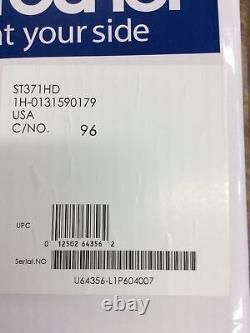 at your side
ST371HD
1H-0131590179
USA
C/NO. 96
UPC
0 12502 64356 2
Serial.NO
U64356-L1P604007